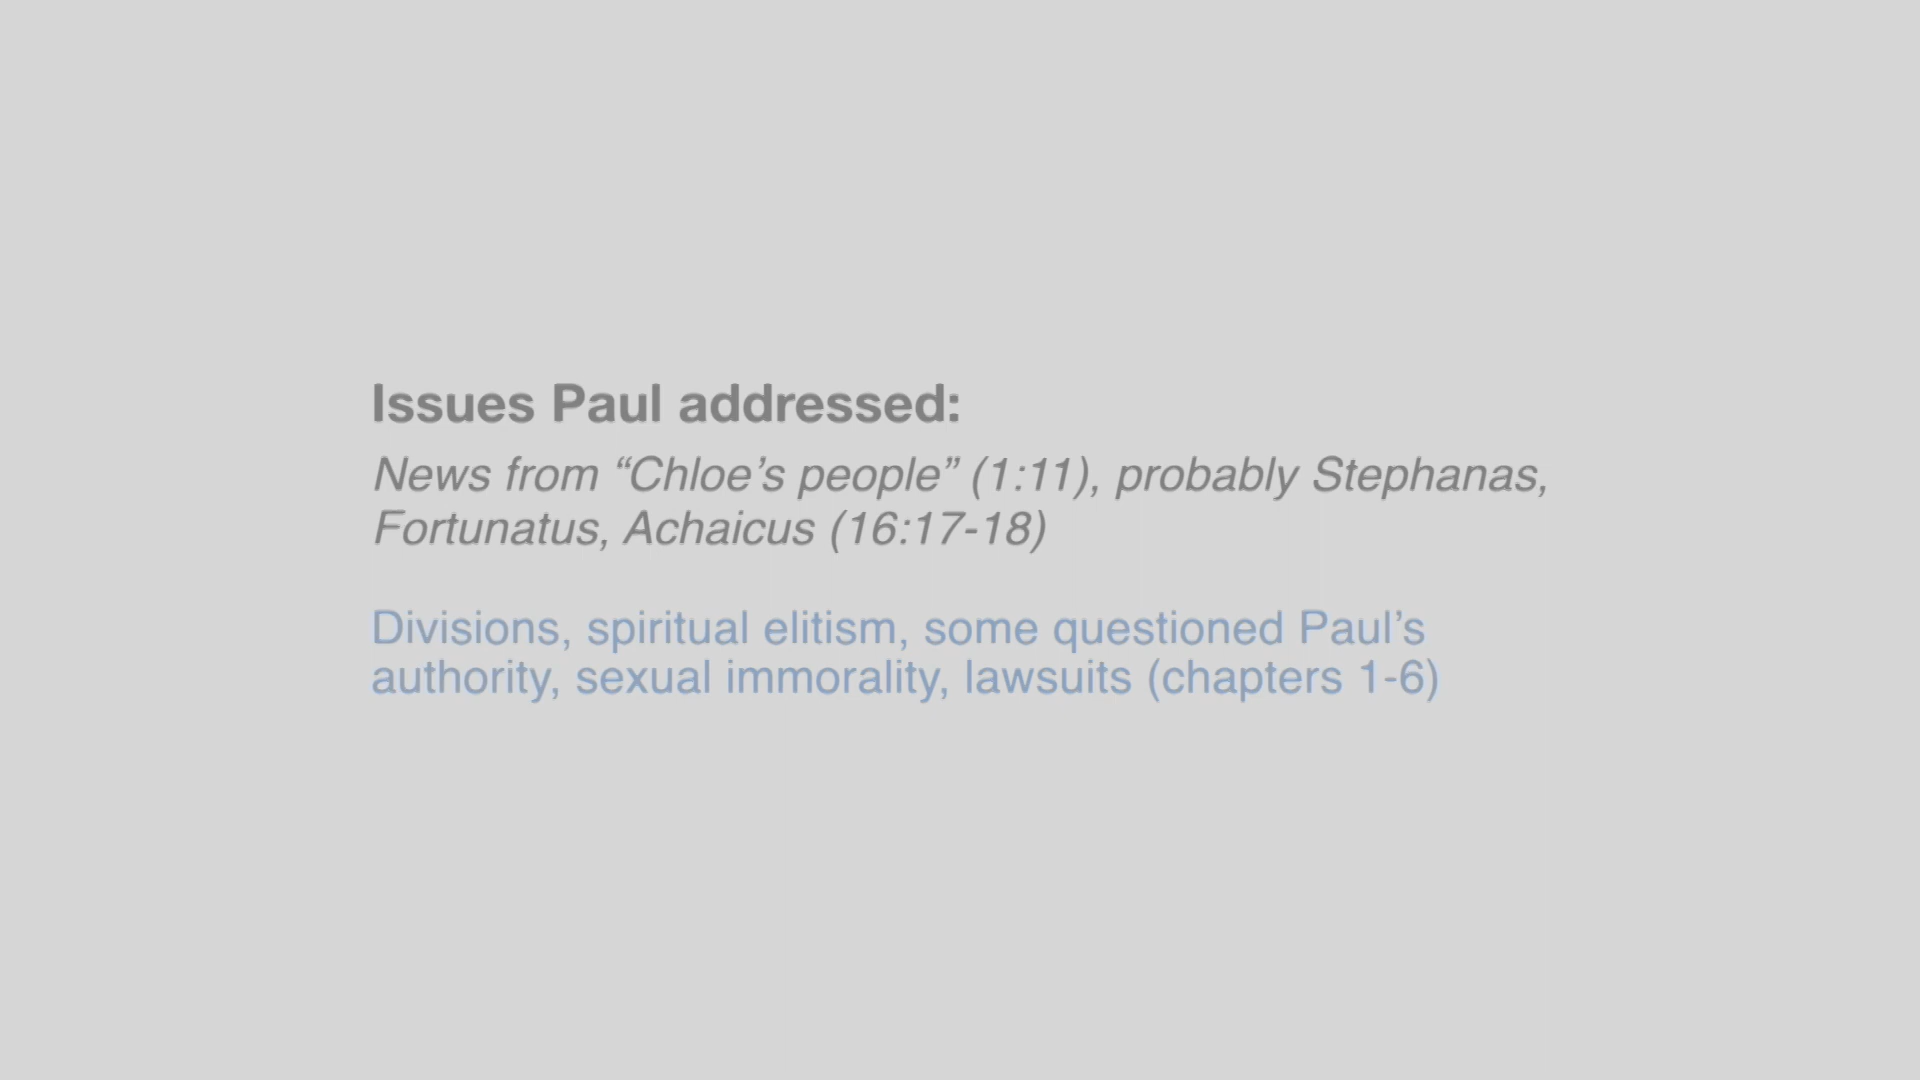 Issues Paul addressed:
News from “Chloe’s people” (1:11), probably Stephanas,
Fortunatus, Achaicus (16:17-18)
Divisions, spiritual elitism, some questioned Paul’s
authority, sexual immorality, lawsuits (chapters 1-6)